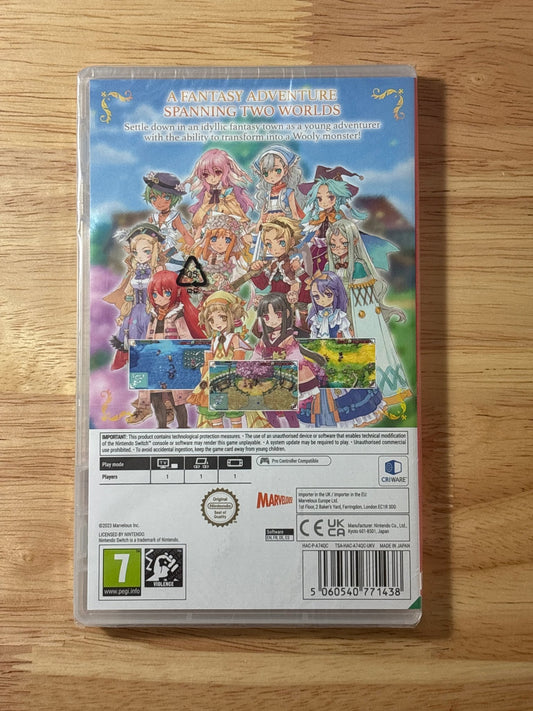 A FANTASY ADVENTURE
SPANNING TWO WORLDS
Settle down in an idyllic fantasy town as a young adventurer
with the ability to transform into a Wooly monster!
IMPORTANT: This product contains technological protection measures. • The use of an unauthorised device or software that enables technical modification
of the Nintendo Switch™ console or software may render this game unplayable. • A system update may be required to play. • Unauthorised commercial
use prohibited. • To avoid accidental ingestion, keep away from young children.
Play mode
Pro Controller Compatible
Players 1 1 1
CRIWARE
Original
Nintendo
Seal of
Quality
MARVELOUS!
Importer in the UK / Importer in the EU:
Marvelous Europe Ltd.
1st Floor, 2 Baker's Yard, Farringdon, London EC1R 3DD
Software
EN, FR, DE, ES
CE UK CA
Manufacturer: Nintendo Co., Ltd.,
Kyoto 601-8501, Japan
©2023 Marvelous Inc.
LICENSED BY NINTENDO
Nintendo Switch is a trademark of Nintendo.
HAC-P-A74QC TSA-HAC-A74QC-UKV MADE IN JAPAN
7
www.pegi.info
VIOLENCE
5 060540 771438